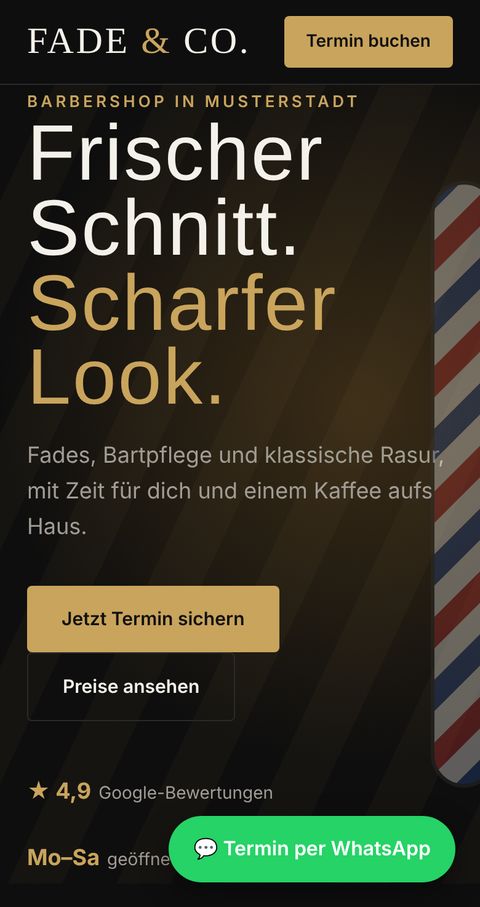 FADE & CO.
Termin buchen
BARBERSHOP IN MUSTERSTADT
Frischer
Schnitt.
Scharfer
Look.
Fades, Bartpflege und klassische Rasur,
mit Zeit für dich und einem Kaffee aufs
Haus.
Jetzt Termin sichern
Preise ansehen
★ 4,9 Google-Bewertungen
Mo–Sa geöffne
💬 Termin per WhatsApp